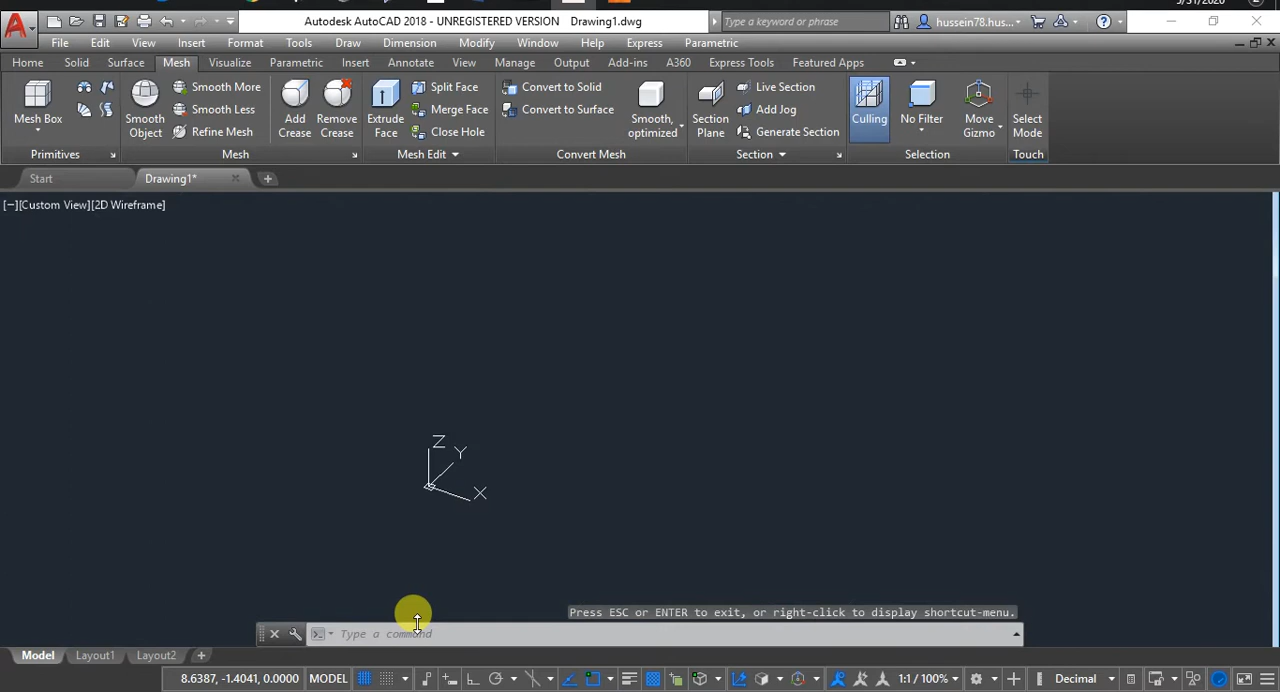 5/31/2020
Autodesk AutoCAD 2018 - UNREGISTERED VERSION Drawing1.dwg Type a keyword or phrase hussein78.hus...
File Edit View Insert Format Tools Draw Dimension Modify Window Help Express Parametric
Home Solid Surface Mesh Visualize Parametric Insert Annotate View Manage Output Add-ins A360 Express Tools Featured Apps
Mesh Box
Smooth Object
Smooth More
Smooth Less
Refine Mesh
Add Crease
Remove Crease
Extrude Face
Split Face
Merge Face
Close Hole
Convert to Solid
Convert to Surface
Smooth, optimized
Section Plane
Live Section
Add Jog
Generate Section
Culling
No Filter
Move Gizmo
Select Mode
Primitives Mesh Mesh Edit Convert Mesh Section Selection Touch
Start Drawing1*
[−][Custom View][2D Wireframe]
Z
Y
X
Press ESC or ENTER to exit, or right-click to display shortcut-menu.
Type a command
Model Layout1 Layout2
8.6387, -1.4041, 0.0000 MODEL 1:1 / 100% Decimal